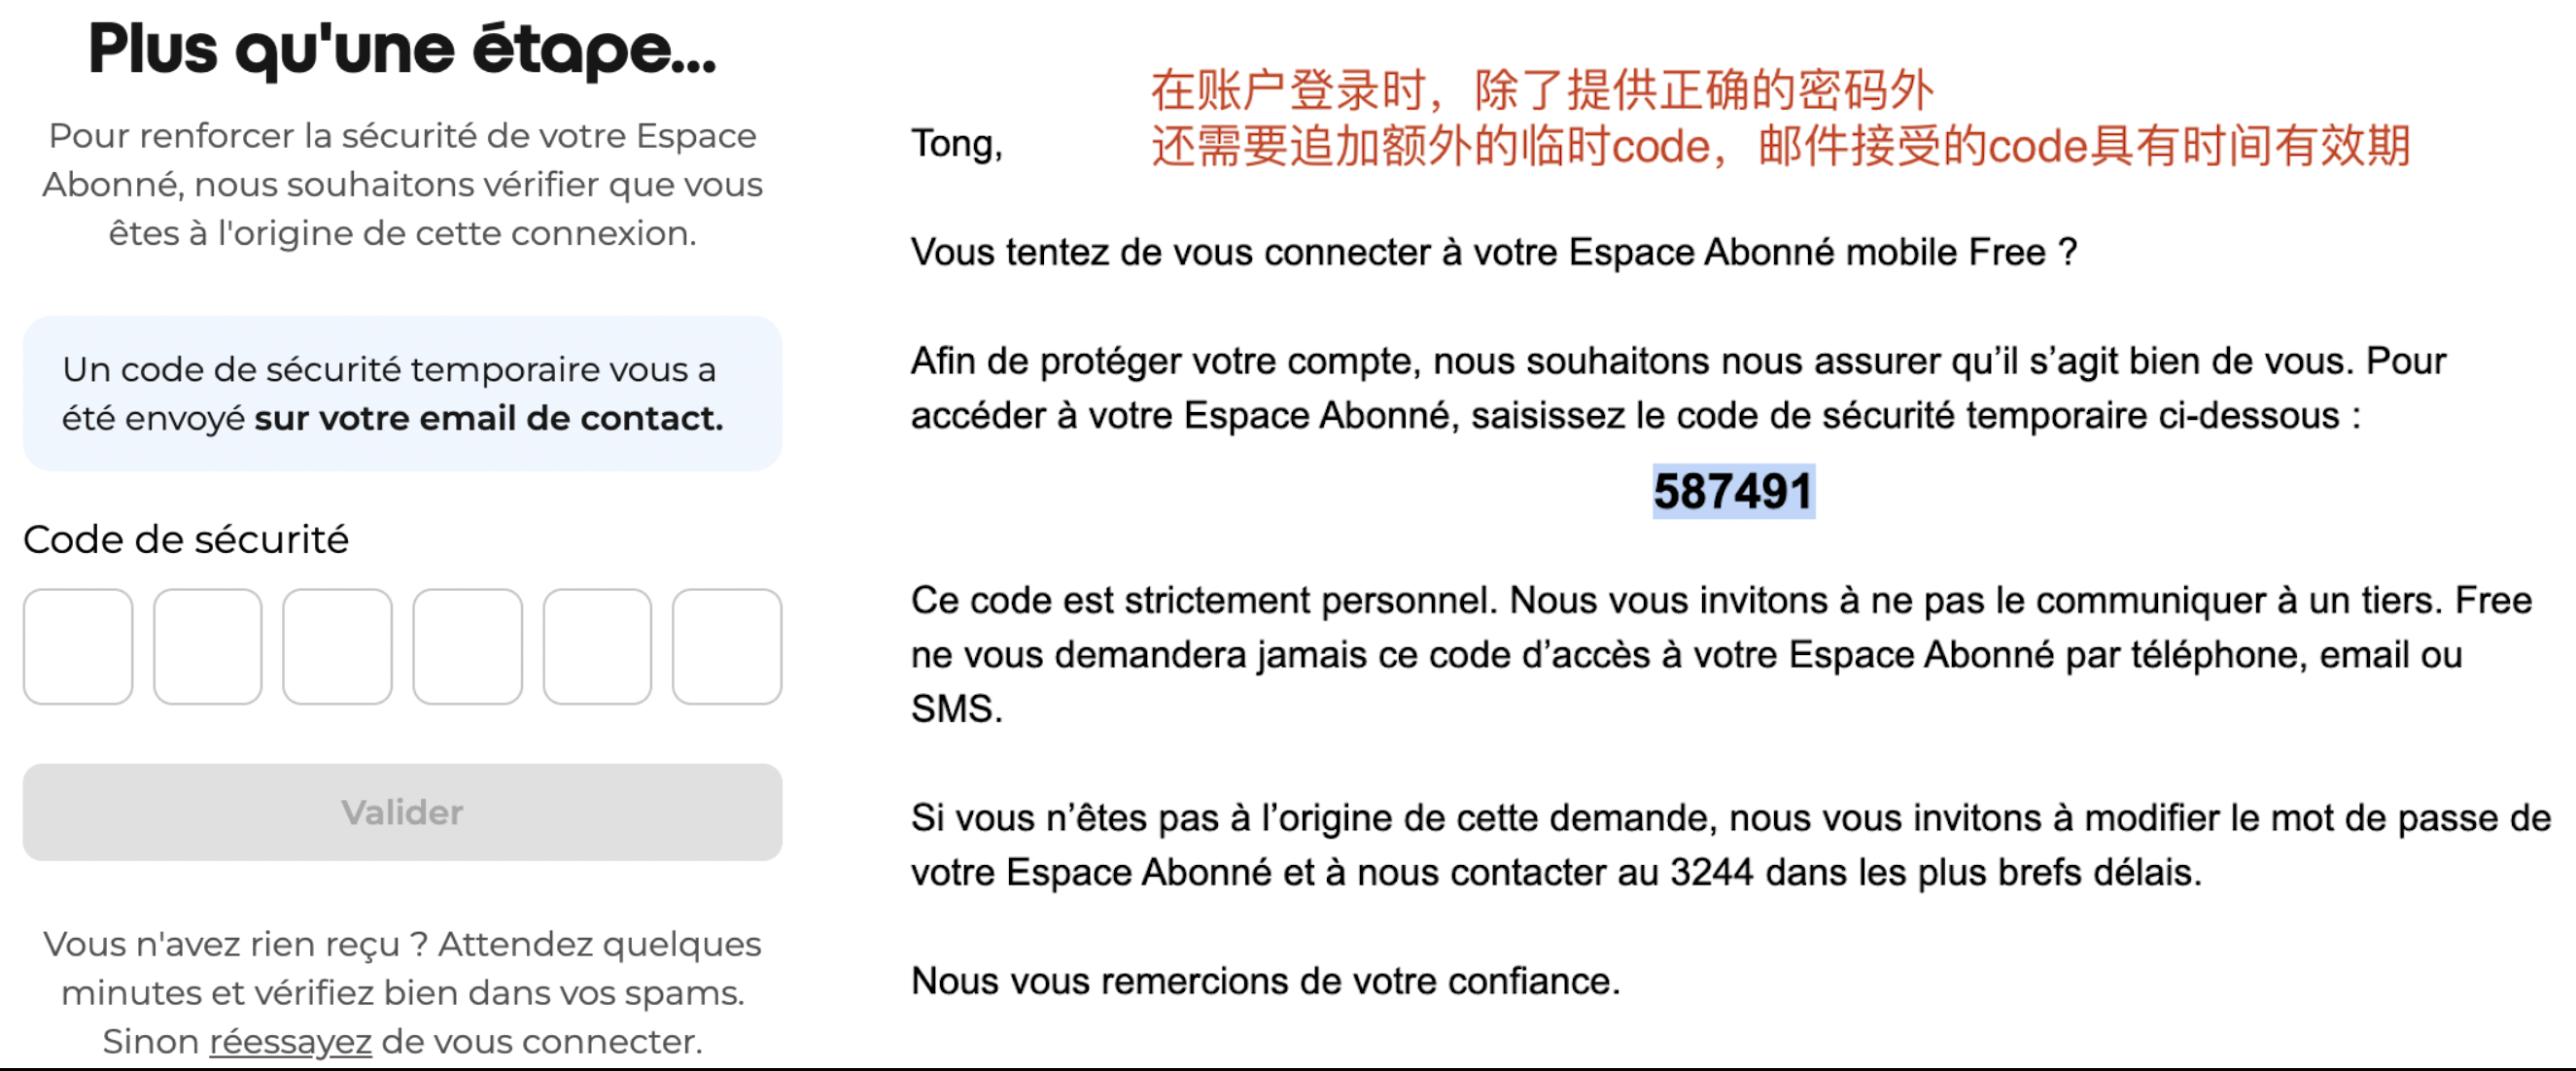 Plus qu'une étape...
Pour renforcer la sécurité de votre Espace
Abonné, nous souhaitons vérifier que vous
êtes à l'origine de cette connexion.
Un code de sécurité temporaire vous a
été envoyé sur votre email de contact.
Code de sécurité
Valider
Vous n'avez rien reçu ? Attendez quelques
minutes et vérifiez bien dans vos spams.
Sinon réessayez de vous connecter.
在账户登录时，除了提供正确的密码外
还需要追加额外的临时code，邮件接受的code具有时间有效期
Tong,
Vous tentez de vous connecter à votre Espace Abonné mobile Free ?
Afin de protéger votre compte, nous souhaitons nous assurer qu’il s’agit bien de vous. Pour
accéder à votre Espace Abonné, saisissez le code de sécurité temporaire ci-dessous :
587491
Ce code est strictement personnel. Nous vous invitons à ne pas le communiquer à un tiers. Free
ne vous demandera jamais ce code d’accès à votre Espace Abonné par téléphone, email ou
SMS.
Si vous n’êtes pas à l’origine de cette demande, nous vous invitons à modifier le mot de passe de
votre Espace Abonné et à nous contacter au 3244 dans les plus brefs délais.
Nous vous remercions de votre confiance.